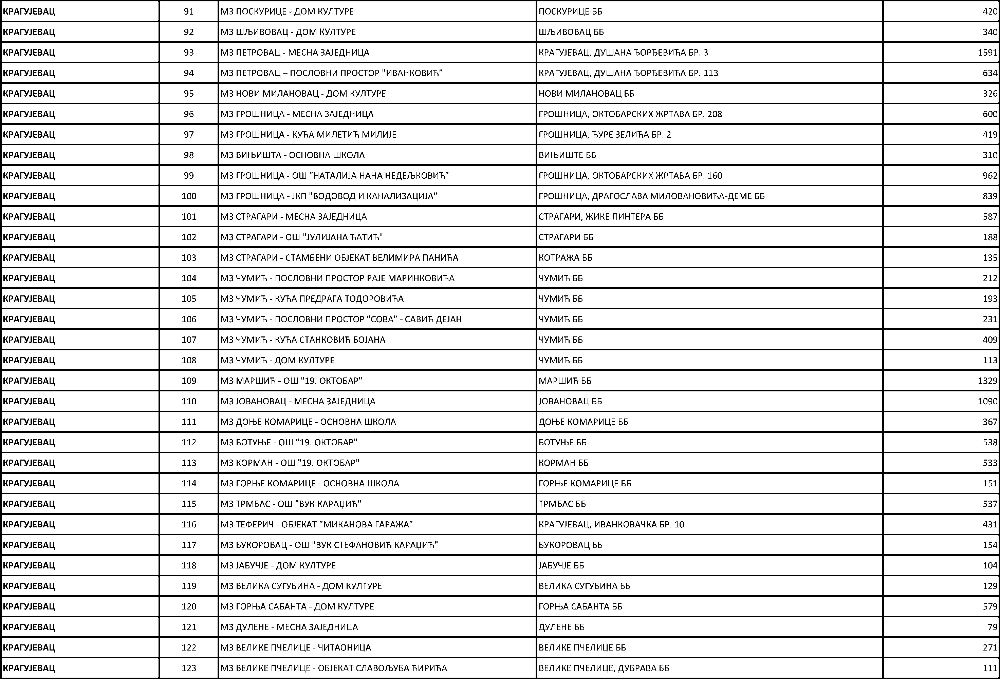 КРАГУЈЕВАЦ 91 МЗ ПОСКУРИЦЕ - ДОМ КУЛТУРЕ ПОСКУРИЦЕ ББ 420
КРАГУЈЕВАЦ 92 МЗ ШЉИВОВАЦ - ДОМ КУЛТУРЕ ШЉИВОВАЦ ББ 340
КРАГУЈЕВАЦ 93 МЗ ПЕТРОВАЦ - МЕСНА ЗАЈЕДНИЦА КРАГУЈЕВАЦ, ДУШАНА ЂОРЂЕВИЋА БР. 3 1591
КРАГУЈЕВАЦ 94 МЗ ПЕТРОВАЦ – ПОСЛОВНИ ПРОСТОР "ИВАНКОВИЋ" КРАГУЈЕВАЦ, ДУШАНА ЂОРЂЕВИЋА БР. 113 634
КРАГУЈЕВАЦ 95 МЗ НОВИ МИЛАНОВАЦ - ДОМ КУЛТУРЕ НОВИ МИЛАНОВАЦ ББ 326
КРАГУЈЕВАЦ 96 МЗ ГРОШНИЦА - МЕСНА ЗАЈЕДНИЦА ГРОШНИЦА, ОКТОБАРСКИХ ЖРТАВА БР. 208 600
КРАГУЈЕВАЦ 97 МЗ ГРОШНИЦА - КУЋА МИЛЕТИЋ МИЛИЈЕ ГРОШНИЦА, ЂУРЕ ЗЕЛИЋА БР. 2 419
КРАГУЈЕВАЦ 98 МЗ ВИЊИШТА - ОСНОВНА ШКОЛА ВИЊИШТЕ ББ 310
КРАГУЈЕВАЦ 99 МЗ ГРОШНИЦА - ОШ "НАТАЛИЈА НАНА НЕДЕЉКОВИЋ" ГРОШНИЦА, ОКТОБАРСКИХ ЖРТАВА БР. 160 962
КРАГУЈЕВАЦ 100 МЗ ГРОШНИЦА - ЈКП "ВОДОВОД И КАНАЛИЗАЦИЈА" ГРОШНИЦА, ДРАГОСЛАВА МИЛОВАНОВИЋА-ДЕМЕ ББ 839
КРАГУЈЕВАЦ 101 МЗ СТРАГАРИ - МЕСНА ЗАЈЕДНИЦА СТРАГАРИ, ЖИКЕ ПИНТЕРА ББ 587
КРАГУЈЕВАЦ 102 МЗ СТРАГАРИ - ОШ "ЈУЛИЈАНА ЋАТИЋ" СТРАГАРИ ББ 188
КРАГУЈЕВАЦ 103 МЗ СТРАГАРИ - СТАМБЕНИ ОБЈЕКАТ ВЕЛИМИРА ПАНИЋА КОТРАЖА ББ 135
КРАГУЈЕВАЦ 104 МЗ ЧУМИЋ - ПОСЛОВНИ ПРОСТОР РАЈЕ МАРИНКОВИЋА ЧУМИЋ ББ 212
КРАГУЈЕВАЦ 105 МЗ ЧУМИЋ - КУЋА ПРЕДРАГА ТОДОРОВИЋА ЧУМИЋ ББ 193
КРАГУЈЕВАЦ 106 МЗ ЧУМИЋ - ПОСЛОВНИ ПРОСТОР "СОВА" - САВИЋ ДЕЈАН ЧУМИЋ ББ 231
КРАГУЈЕВАЦ 107 МЗ ЧУМИЋ - КУЋА СТАНКОВИЋ БОЈАНА ЧУМИЋ ББ 409
КРАГУЈЕВАЦ 108 МЗ ЧУМИЋ - ДОМ КУЛТУРЕ ЧУМИЋ ББ 113
КРАГУЈЕВАЦ 109 МЗ МАРШИЋ - ОШ "19. ОКТОБАР" МАРШИЋ ББ 1329
КРАГУЈЕВАЦ 110 МЗ ЈОВАНОВАЦ - МЕСНА ЗАЈЕДНИЦА ЈОВАНОВАЦ ББ 1090
КРАГУЈЕВАЦ 111 МЗ ДОЊЕ КОМАРИЦЕ - ОСНОВНА ШКОЛА ДОЊЕ КОМАРИЦЕ ББ 367
КРАГУЈЕВАЦ 112 МЗ БОТУЊЕ - ОШ "19. ОКТОБАР" БОТУЊЕ ББ 538
КРАГУЈЕВАЦ 113 МЗ КОРМАН - ОШ "19. ОКТОБАР" КОРМАН ББ 533
КРАГУЈЕВАЦ 114 МЗ ГОРЊЕ КОМАРИЦЕ - ОСНОВНА ШКОЛА ГОРЊЕ КОМАРИЦЕ ББ 151
КРАГУЈЕВАЦ 115 МЗ ТРМБАС - ОШ "ВУК КАРАЏИЋ" ТРМБАС ББ 537
КРАГУЈЕВАЦ 116 МЗ ТЕФЕРИЧ - ОБЈЕКАТ "МИКАНОВА ГАРАЖА" КРАГУЈЕВАЦ, ИВАНКОВАЧКА БР. 10 431
КРАГУЈЕВАЦ 117 МЗ БУКОРОВАЦ - ОШ "ВУК СТЕФАНОВИЋ КАРАЏИЋ" БУКОРОВАЦ ББ 154
КРАГУЈЕВАЦ 118 МЗ ЈАБУЧЈЕ - ДОМ КУЛТУРЕ ЈАБУЧЈЕ ББ 104
КРАГУЈЕВАЦ 119 МЗ ВЕЛИКА СУГУБИНА - ДОМ КУЛТУРЕ ВЕЛИКА СУГУБИНА ББ 129
КРАГУЈЕВАЦ 120 МЗ ГОРЊА САБАНТА - ДОМ КУЛТУРЕ ГОРЊА САБАНТА ББ 579
КРАГУЈЕВАЦ 121 МЗ ДУЛЕНЕ - МЕСНА ЗАЈЕДНИЦА ДУЛЕНЕ ББ 79
КРАГУЈЕВАЦ 122 МЗ ВЕЛИКЕ ПЧЕЛИЦЕ - ЧИТАОНИЦА ВЕЛИКЕ ПЧЕЛИЦЕ ББ 271
КРАГУЈЕВАЦ 123 МЗ ВЕЛИКЕ ПЧЕЛИЦЕ - ОБЈЕКАТ СЛАВОЉУБА ЋИРИЋА ВЕЛИКЕ ПЧЕЛИЦЕ, ДУБРАВА ББ 111